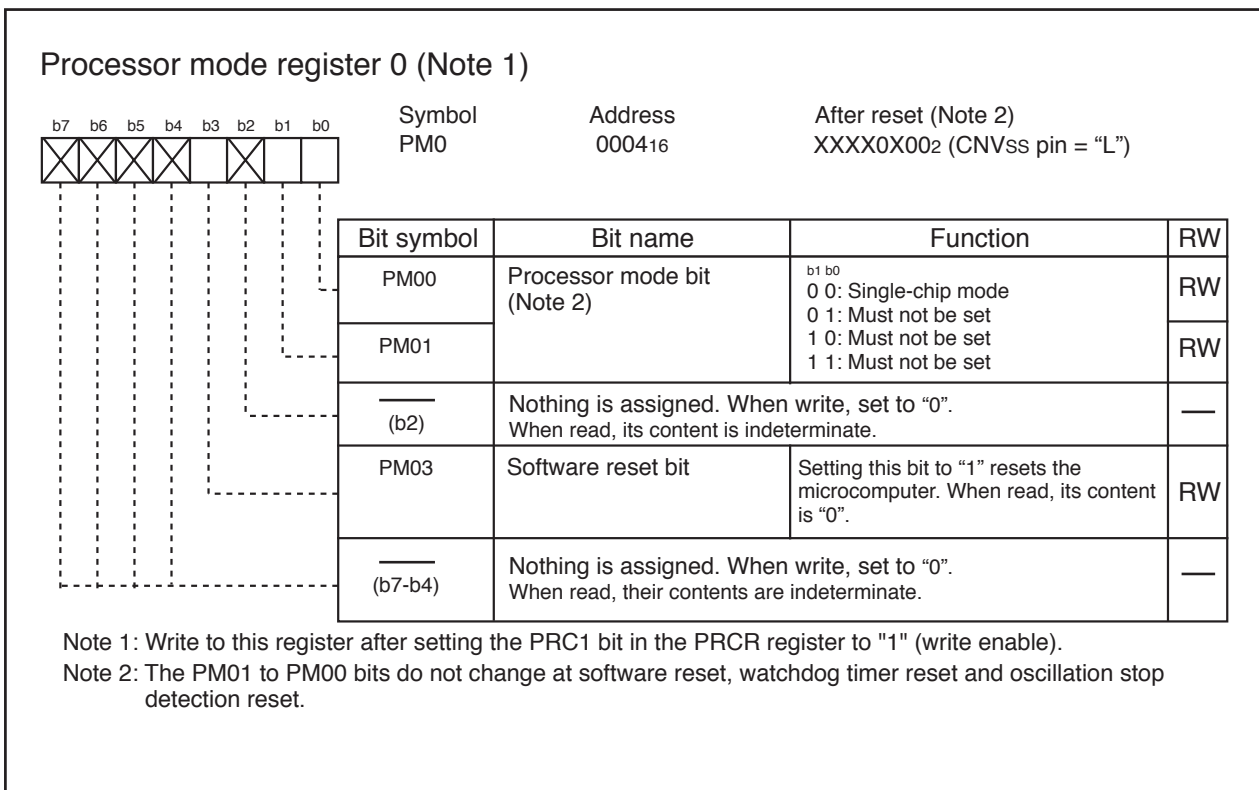 Processor mode register 0 (Note 1)
Symbol Address After reset (Note 2)
b7 b6 b5 b4 b3 b2 b1 b0
PM0 000416 XXXX0X002 (CNVSS pin = “L”)
Bit symbol Bit name Function RW
PM00 Processor mode bit (Note 2) b1 b0
0 0: Single-chip mode RW
0 1: Must not be set
PM01 1 0: Must not be set RW
1 1: Must not be set
(b2) Nothing is assigned. When write, set to “0”. —
When read, its content is indeterminate.
PM03 Software reset bit Setting this bit to “1” resets the
microcomputer. When read, its content RW
is “0”.
(b7-b4) Nothing is assigned. When write, set to “0”. —
When read, their contents are indeterminate.
Note 1: Write to this register after setting the PRC1 bit in the PRCR register to "1" (write enable).
Note 2: The PM01 to PM00 bits do not change at software reset, watchdog timer reset and oscillation stop
detection reset.